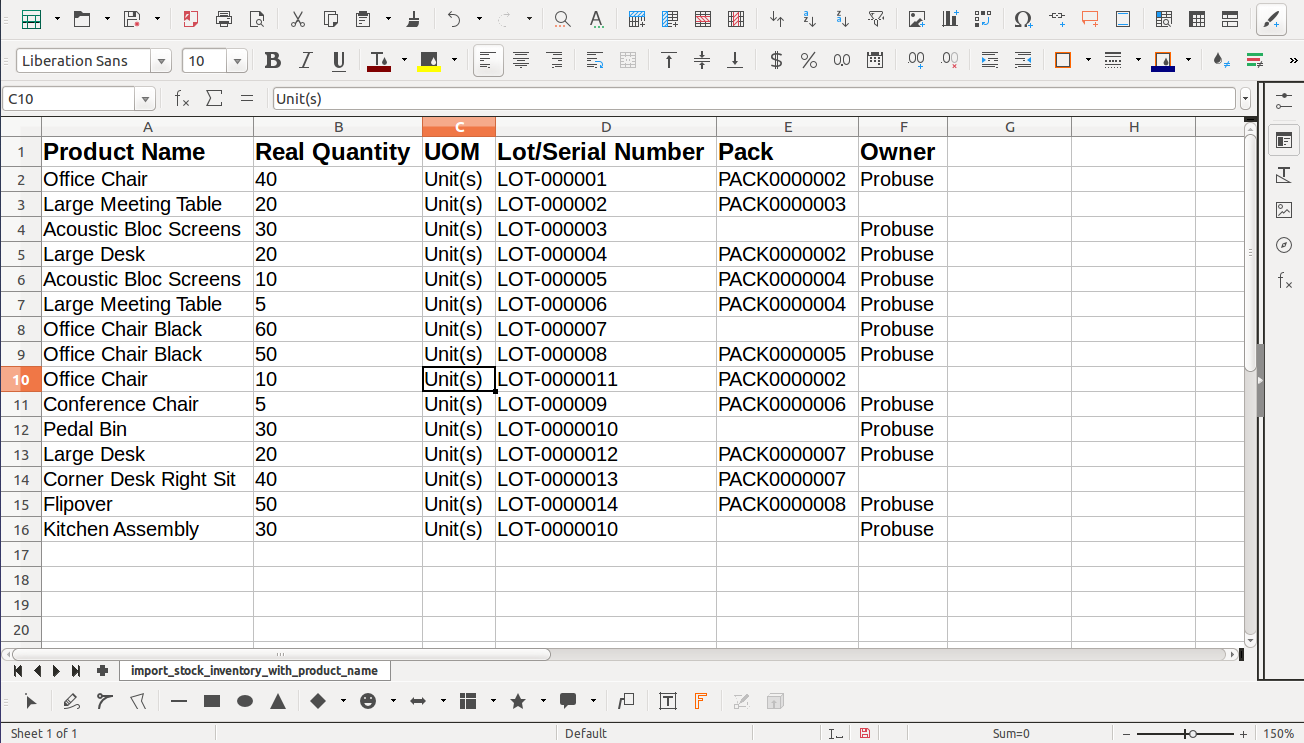 Liberation Sans 10
C10 Unit(s)
A B C D E F G H
1 Product Name Real Quantity UOM Lot/Serial Number Pack Owner
2 Office Chair 40 Unit(s) LOT-000001 PACK0000002 Probuse
3 Large Meeting Table 20 Unit(s) LOT-000002 PACK0000003
4 Acoustic Bloc Screens 30 Unit(s) LOT-000003 Probuse
5 Large Desk 20 Unit(s) LOT-000004 PACK0000002 Probuse
6 Acoustic Bloc Screens 10 Unit(s) LOT-000005 PACK0000004 Probuse
7 Large Meeting Table 5 Unit(s) LOT-000006 PACK0000004 Probuse
8 Office Chair Black 60 Unit(s) LOT-000007 Probuse
9 Office Chair Black 50 Unit(s) LOT-000008 PACK0000005 Probuse
10 Office Chair 10 Unit(s) LOT-0000011 PACK0000002
11 Conference Chair 5 Unit(s) LOT-000009 PACK0000006 Probuse
12 Pedal Bin 30 Unit(s) LOT-0000010 Probuse
13 Large Desk 20 Unit(s) LOT-0000012 PACK0000007 Probuse
14 Corner Desk Right Sit 40 Unit(s) LOT-0000013 PACK0000007
15 Flipover 50 Unit(s) LOT-0000014 PACK0000008 Probuse
16 Kitchen Assembly 30 Unit(s) LOT-0000010 Probuse
17
18
19
20
import_stock_inventory_with_product_name
Sheet 1 of 1 Default Sum=0 150%